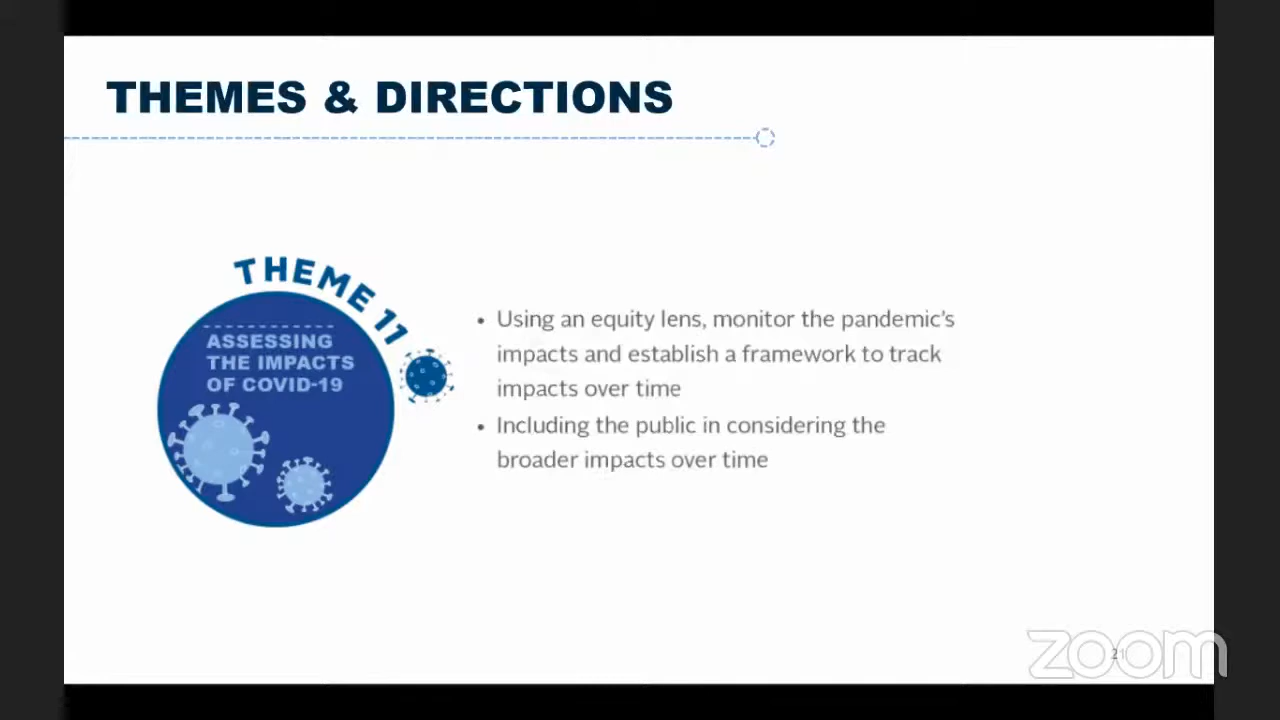 THEMES & DIRECTIONS
THEME 11
ASSESSING
THE IMPACTS
OF COVID-19
• Using an equity lens, monitor the pandemic's
impacts and establish a framework to track
impacts over time
• Including the public in considering the
broader impacts over time
21
zoom